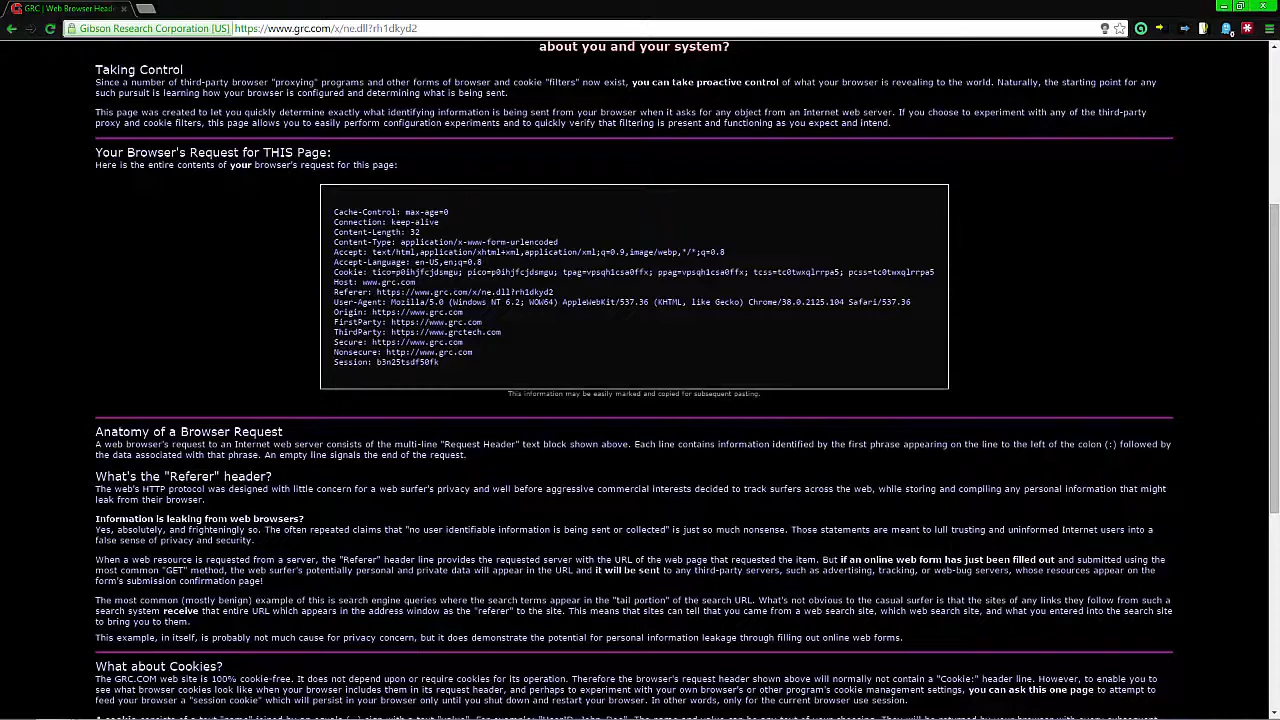 GRC | Web Browser Head
Gibson Research Corporation [US] https://www.grc.com/x/ne.dll?rh1dkyd2
about you and your system?
Taking Control
Since a number of third-party browser "proxying" programs and other forms of browser and cookie "filters" now exist, you can take proactive control of what your browser is revealing to the world. Naturally, the starting point for any
such pursuit is learning how your browser is configured and determining what is being sent.
This page was created to let you quickly determine exactly what identifying information is being sent from your browser when it asks for any object from an Internet web server. If you choose to experiment with any of the third-party
proxy and cookie filters, this page allows you to easily perform configuration experiments and to quickly verify that filtering is present and functioning as you expect and intend.
Your Browser's Request for THIS Page:
Here is the entire contents of your browser's request for this page:
Cache-Control: max-age=0
Connection: keep-alive
Content-Length: 32
Content-Type: application/x-www-form-urlencoded
Accept: text/html,application/xhtml+xml,application/xml;q=0.9,image/webp,*/*;q=0.8
Accept-Language: en-US,en;q=0.8
Cookie: tico=p0ihjfcjdsmgu; pico=p0ihjfcjdsmgu; tpag=vpsqh1csa0ffx; ppag=vpsqh1csa0ffx; tcss=tc0twxqlrrpa5; pcss=tc0twxqlrrpa5
Host: www.grc.com
Referer: https://www.grc.com/x/ne.dll?rh1dkyd2
User-Agent: Mozilla/5.0 (Windows NT 6.2; WOW64) AppleWebKit/537.36 (KHTML, like Gecko) Chrome/38.0.2125.104 Safari/537.36
Origin: https://www.grc.com
FirstParty: https://www.grc.com
ThirdParty: https://www.grctech.com
Secure: https://www.grc.com
Nonsecure: http://www.grc.com
Session: b3n25tsdf50fk
This information may be easily marked and copied for subsequent pasting.
Anatomy of a Browser Request
A web browser's request to an Internet web server consists of the multi-line "Request Header" text block shown above. Each line contains information identified by the first phrase appearing on the line to the left of the colon (:) followed by
the data associated with that phrase. An empty line signals the end of the request.
What's the "Referer" header?
The web's HTTP protocol was designed with little concern for a web surfer's privacy and well before aggressive commercial interests decided to track surfers across the web, while storing and compiling any personal information that might
leak from their browser.
Information is leaking from web browsers?
Yes, absolutely, and frighteningly so. The often repeated claims that "no user identifiable information is being sent or collected" is just so much nonsense. Those statements are meant to lull trusting and uninformed Internet users into a
false sense of privacy and security.
When a web resource is requested from a server, the "Referer" header line provides the requested server with the URL of the web page that requested the item. But if an online web form has just been filled out and submitted using the
most common "GET" method, the web surfer's potentially personal and private data will appear in the URL and it will be sent to any third-party servers, such as advertising, tracking, or web-bug servers, whose resources appear on the
form's submission confirmation page!
The most common (mostly benign) example of this is search engine queries where the search terms appear in the "tail portion" of the search URL. What's not obvious to the casual surfer is that the sites of any links they follow from such a
search system receive that entire URL which appears in the address window as the "referer" to the site. This means that sites can tell that you came from a web search site, which web search site, and what you entered into the search site
to bring you to them.
This example, in itself, is probably not much cause for privacy concern, but it does demonstrate the potential for personal information leakage through filling out online web forms.
What about Cookies?
The GRC.COM web site is 100% cookie-free. It does not depend upon or require cookies for its operation. Therefore the browser's request header shown above will normally not contain a "Cookie:" header line. However, to enable you to
see what browser cookies look like when your browser includes them in its request header, and perhaps to experiment with your own browser's or other program's cookie management settings, you can ask this one page to attempt to
feed your browser a "session cookie" which will persist in your browser only until you shut down and restart your browser. In other words, only for the current browser use session.